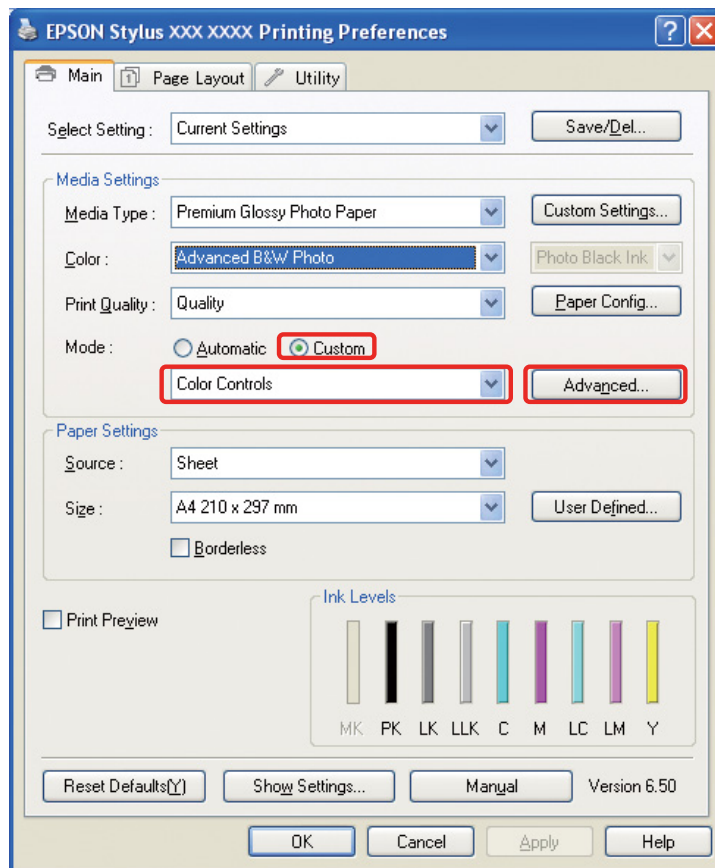 EPSON Stylus XXX XXXX Printing Preferences
Main
Page Layout
Utility
Select Setting :
Current Settings
Save/Del...
Media Settings
Media Type :
Premium Glossy Photo Paper
Custom Settings...
Color :
Advanced B&W Photo
Photo Black Ink
Print Quality :
Quality
Paper Config...
Mode :
Automatic
Custom
Color Controls
Advanced...
Paper Settings
Source :
Sheet
Size :
A4 210 x 297 mm
User Defined...
Borderless
Print Preview
Ink Levels
MK PK LK LLK C M LC LM Y
Reset Defaults(Y)
Show Settings...
Manual
Version 6.50
OK
Cancel
Apply
Help